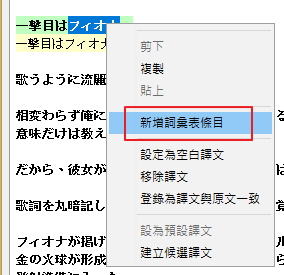 一撃目はフィオナ
一撃目はフィオナ
剪下
複製
貼上
歌うように流麗
相変わらず俺に
意味だけは教え
新增詞彙表條目
る
設定為空白譯文
移除譯文
登錄為譯文與原文一致
だから、彼女が
歌詞を丸暗記し
設為預設譯文
建立候選譯文
フィオナが掲げ
金の火球が形成